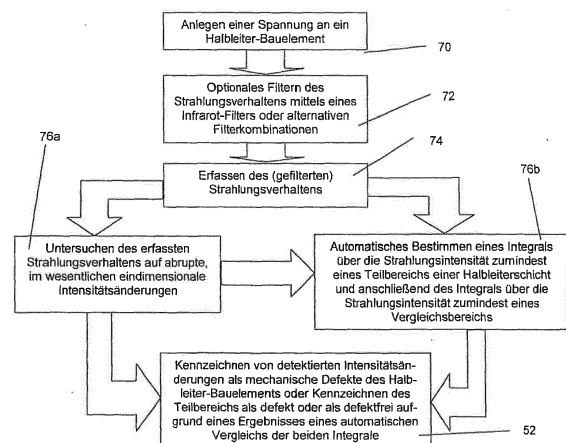 Anlegen einer Spannung an ein
Halbleiter-Bauelement
70
Optionales Filtern des
Strahlungsverhaltens mittels eines
Infrarot-Filters oder alternativen
Filterkombinationen
72
76a
74
76b
Erfassen des (gefilterten)
Strahlungsverhaltens
Untersuchen des erfassten
Strahlungsverhaltens auf abrupte,
im wesentlichen eindimensionale
Intensitätsänderungen
Automatisches Bestimmen eines Integrals
über die Strahlungsintensität zumindest
eines Teilbereichs einer Halbleiterschicht
und anschließend des Integrals über die
Strahlungsintensität zumindest eines
Vergleichsbereichs
Kennzeichnen von detektierten Intensitätsän-
derungen als mechanische Defekte des Halb-
leiter-Bauelements oder Kennzeichnen des
Teilbereichs als defekt oder als defektfrei auf-
grund eines Ergebnisses eines automatischen
Vergleichs der beiden Integrale
52